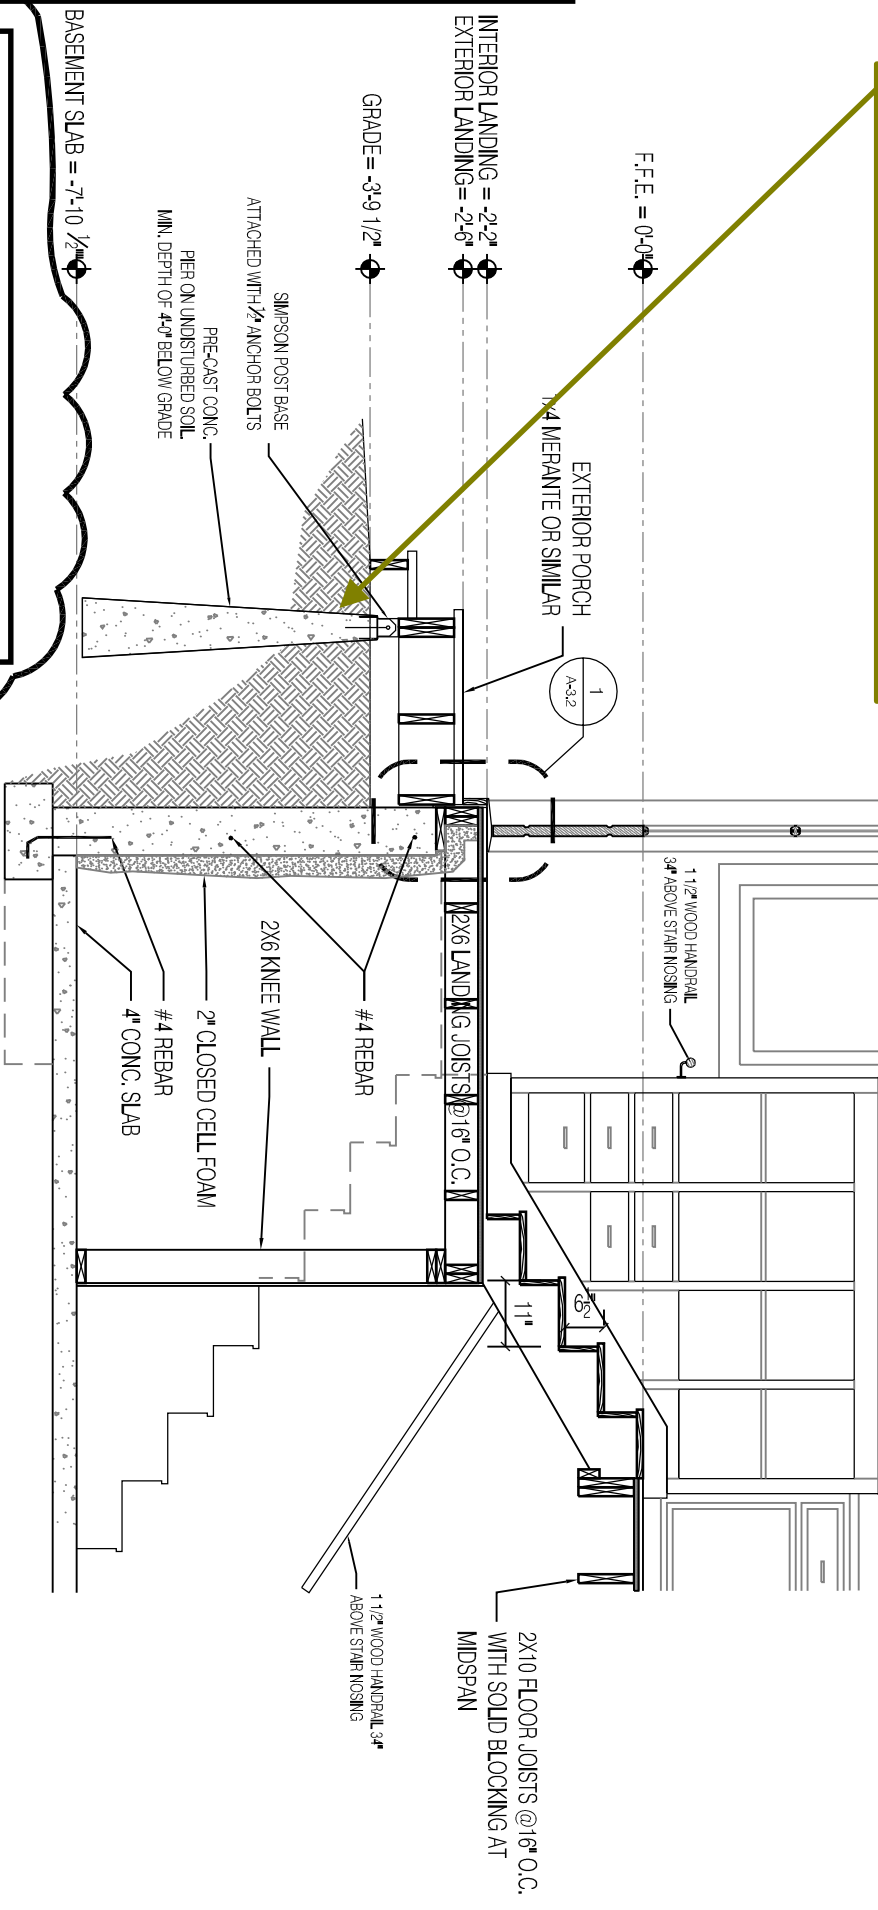 F.F.E. = 0'-0"
INTERIOR LANDING = -2'-2"
EXTERIOR LANDING = -2'-6"
GRADE= -3'-9 1/2"
BASEMENT SLAB = -7'-10 ½"
EXTERIOR PORCH
1X4 MERANTE OR SIMILAR
SIMPSON POST BASE
ATTACHED WITH ½" ANCHOR BOLTS
PRE-CAST CONC.
PIER ON UNDISTURBED SOIL
MIN. DEPTH OF 4'-0" BELOW GRADE
1
A-3.2
1 1/2" WOOD HANDRAIL
34" ABOVE STAIR NOSING
2X6 LANDING JOISTS @16" O.C.
#4 REBAR
2X6 KNEE WALL
2" CLOSED CELL FOAM
#4 REBAR
4" CONC. SLAB
11"
2X10 FLOOR JOISTS @16" O.C.
WITH SOLID BLOCKING AT
MIDSPAN
1 1/2" WOOD HANDRAIL 34"
ABOVE STAIR NOSING